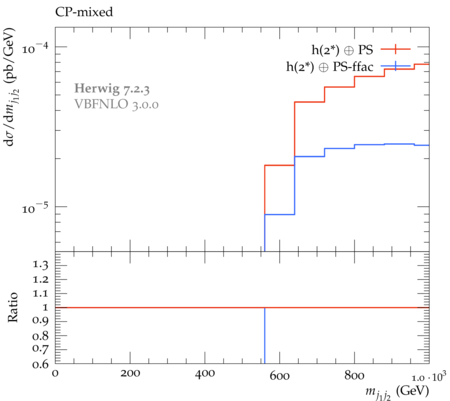 CP-mixed
h(2*) ⊕ PS
h(2*) ⊕ PS-ffac
Herwig 7.2.3
VBFNLO 3.0.0
10⁻⁴
10⁻⁵
dσ/dm_{j₁j₂} (pb/GeV)
1.3
1.2
1.1
1
0.9
0.8
0.7
0.6
Ratio
0 200 400 600 800 1.0 · 10³
m_{j₁j₂} (GeV)